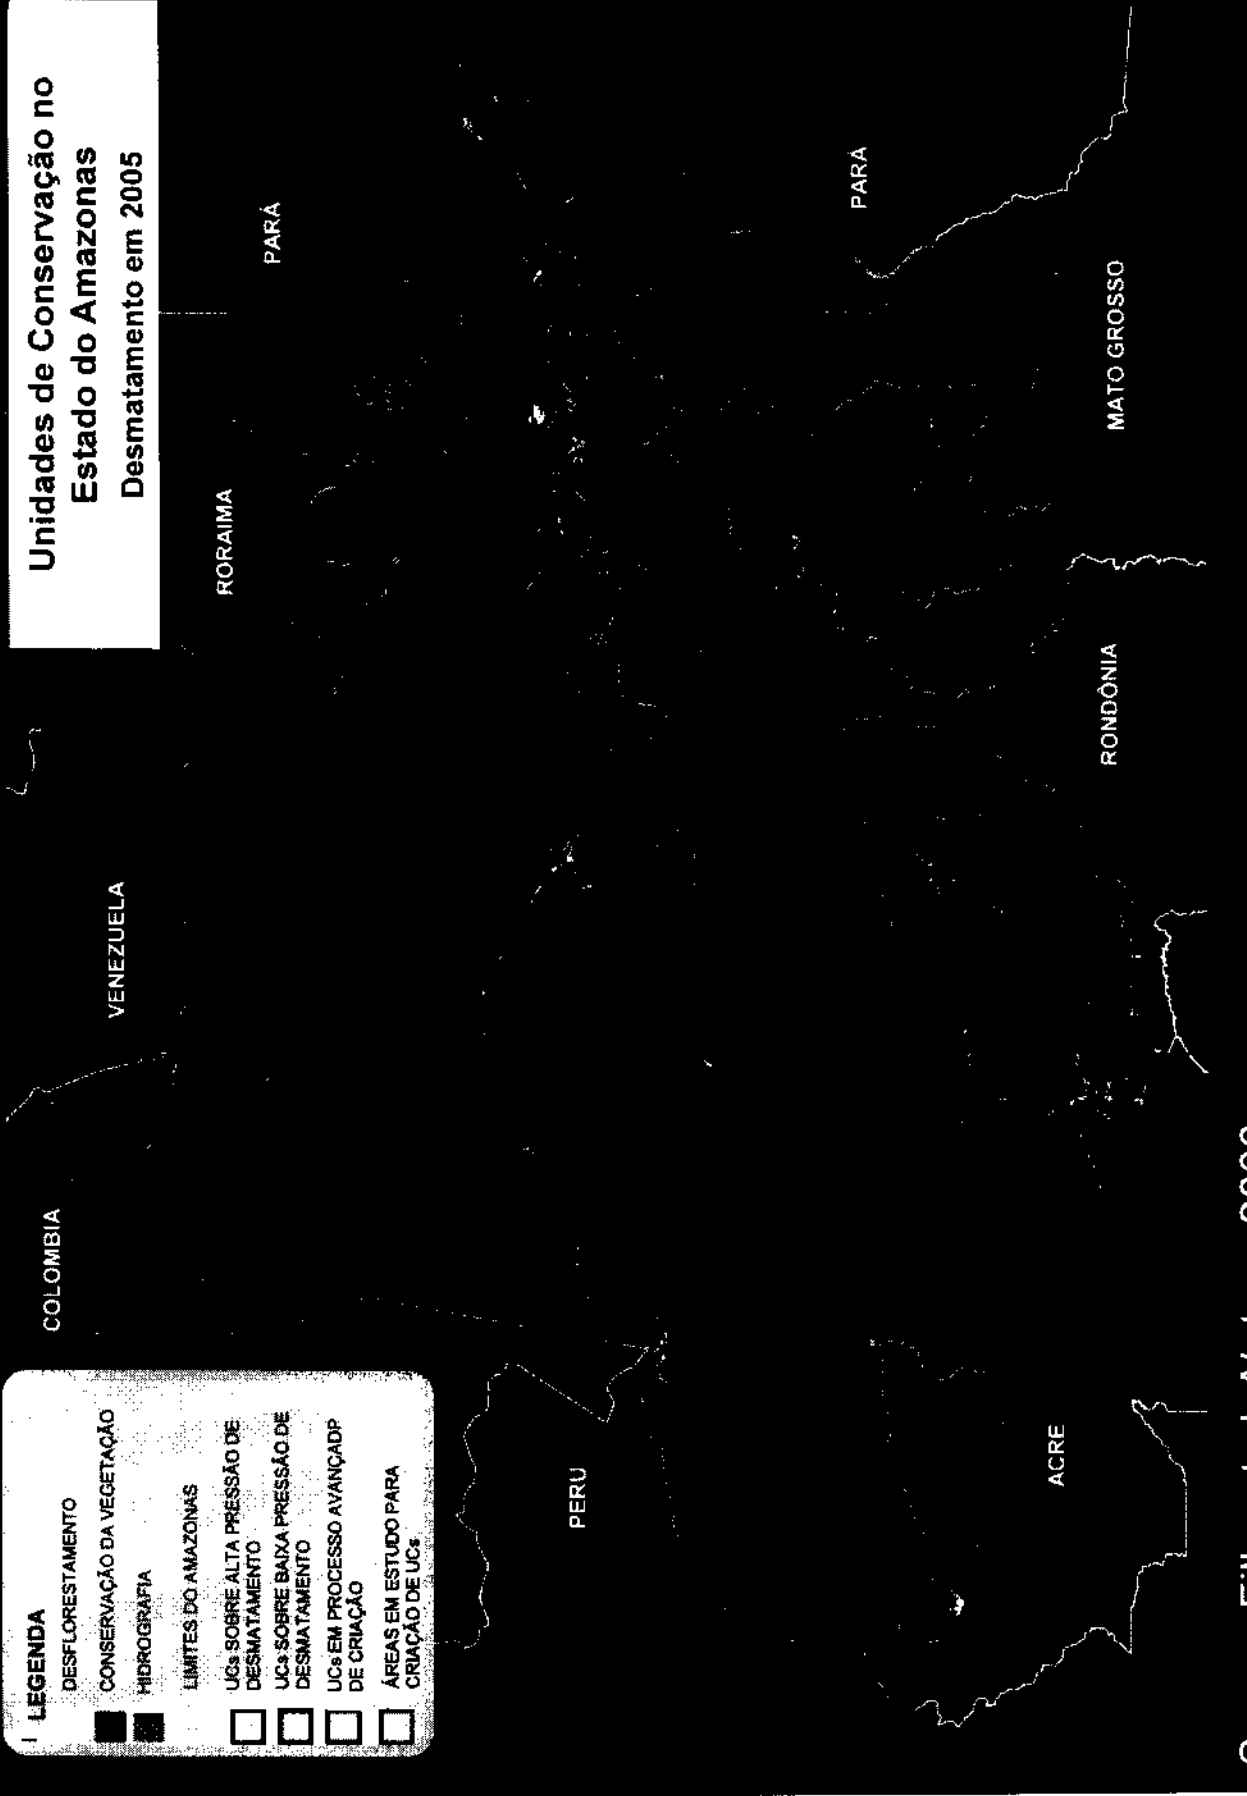 Unidades de Conservação no
Estado do Amazonas
Desmatamento em 2005
COLOMBIA
VENEZUELA
RORAIMA
PARÁ
PERU
PARÁ
ACRE
RONDÔNIA
MATO GROSSO
LEGENDA
DESFLORESTAMENTO
CONSERVAÇÃO DA VEGETAÇÃO
HIDROGRAFIA
LIMITES DO AMAZONAS
UCs SOBRE ALTA PRESSÃO DE
DESMATAMENTO
UCs SOBRE BAIXA PRESSÃO DE
DESMATAMENTO
UCs EM PROCESSO AVANÇADP
DE CRIAÇÃO
ÁREAS EM ESTUDO PARA
CRIAÇÃO DE UCs